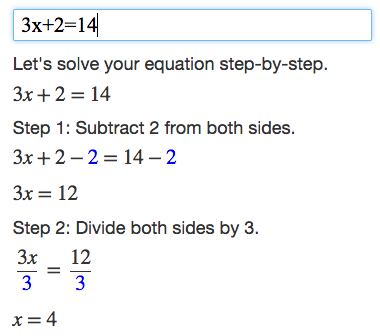 3x+2=14
Let's solve your equation step-by-step.
3x + 2 = 14
Step 1: Subtract 2 from both sides.
3x + 2 − 2 = 14 − 2
3x = 12
Step 2: Divide both sides by 3.
3x/3 = 12/3
x = 4